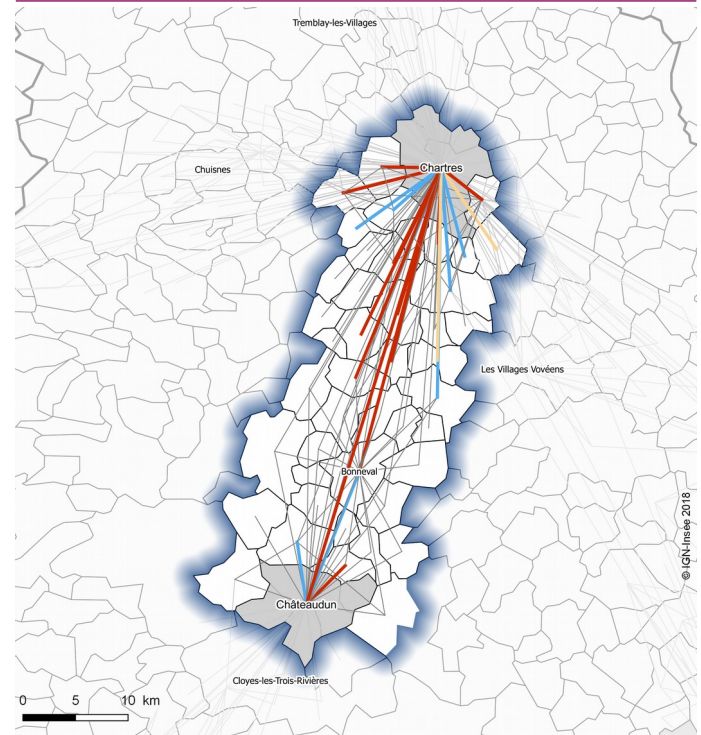 Tremblay-les-Villages
Chuisnes
Chartres
Les Villages Vovéens
Bonneval
© IGN-Insee 2018
Châteaudun
Cloyes-les-Trois-Rivières
0 5 10 km